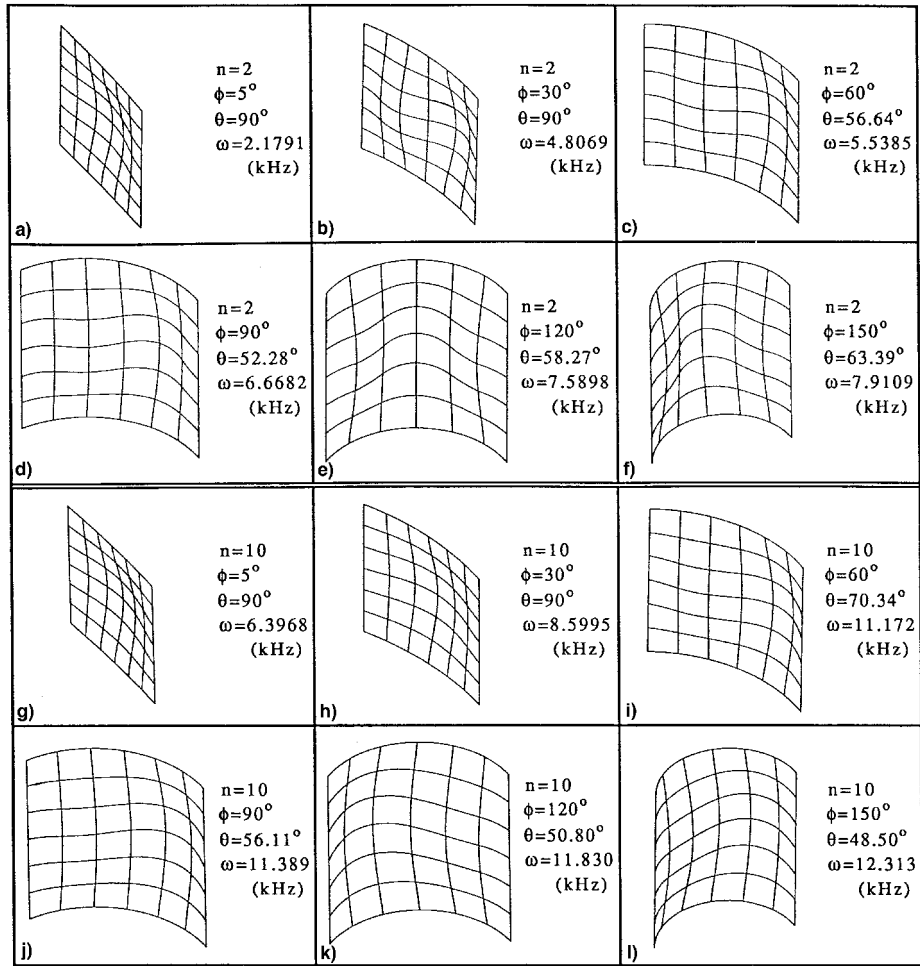 n=2
φ=5°
θ=90°
ω=2.1791
(kHz)
a)
n=2
φ=30°
θ=90°
ω=4.8069
(kHz)
b)
n=2
φ=60°
θ=56.64°
ω=5.5385
(kHz)
c)
n=2
φ=90°
θ=52.28°
ω=6.6682
(kHz)
d)
n=2
φ=120°
θ=58.27°
ω=7.5898
(kHz)
e)
n=2
φ=150°
θ=63.39°
ω=7.9109
(kHz)
f)
n=10
φ=5°
θ=90°
ω=6.3968
(kHz)
g)
n=10
φ=30°
θ=90°
ω=8.5995
(kHz)
h)
n=10
φ=60°
θ=70.34°
ω=11.172
(kHz)
i)
n=10
φ=90°
θ=56.11°
ω=11.389
(kHz)
j)
n=10
φ=120°
θ=50.80°
ω=11.830
(kHz)
k)
n=10
φ=150°
θ=48.50°
ω=12.313
(kHz)
l)